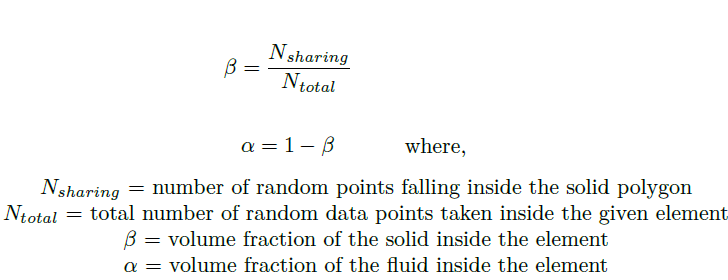 β = N_sharing / N_total
α = 1 − β where,
N_sharing = number of random points falling inside the solid polygon
N_total = total number of random data points taken inside the given element
β = volume fraction of the solid inside the element
α = volume fraction of the fluid inside the element